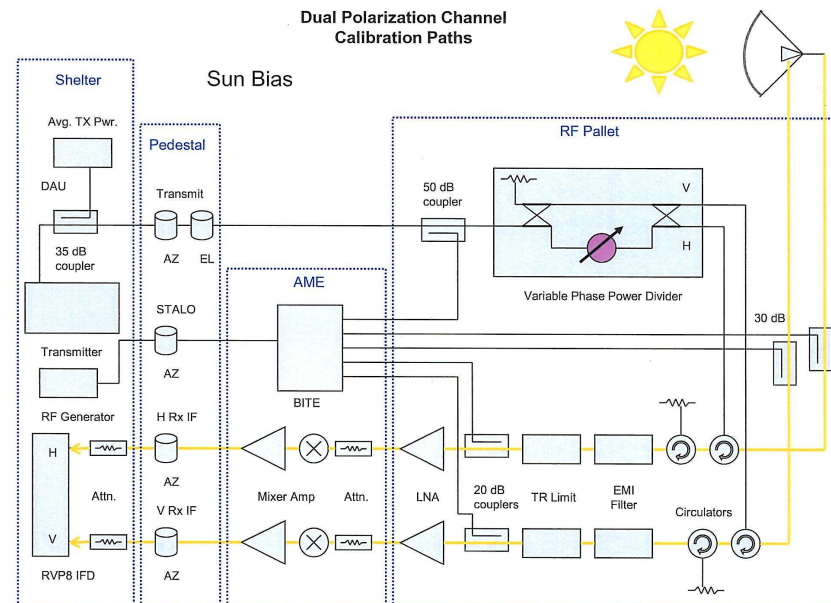 Dual Polarization Channel
Calibration Paths
Sun Bias
Shelter
Avg. TX Pwr.
DAU
35 dB
coupler
Transmitter
RF Generator
H
Attn.
V
RVP8 IFD
Pedestal
Transmit
AZ
EL
STALO
AZ
H Rx IF
AZ
V Rx IF
AZ
AME
BITE
Mixer Amp
Attn.
RF Pallet
50 dB
coupler
V
H
Variable Phase Power Divider
30 dB
LNA
20 dB
couplers
TR Limit
EMI
Filter
Circulators